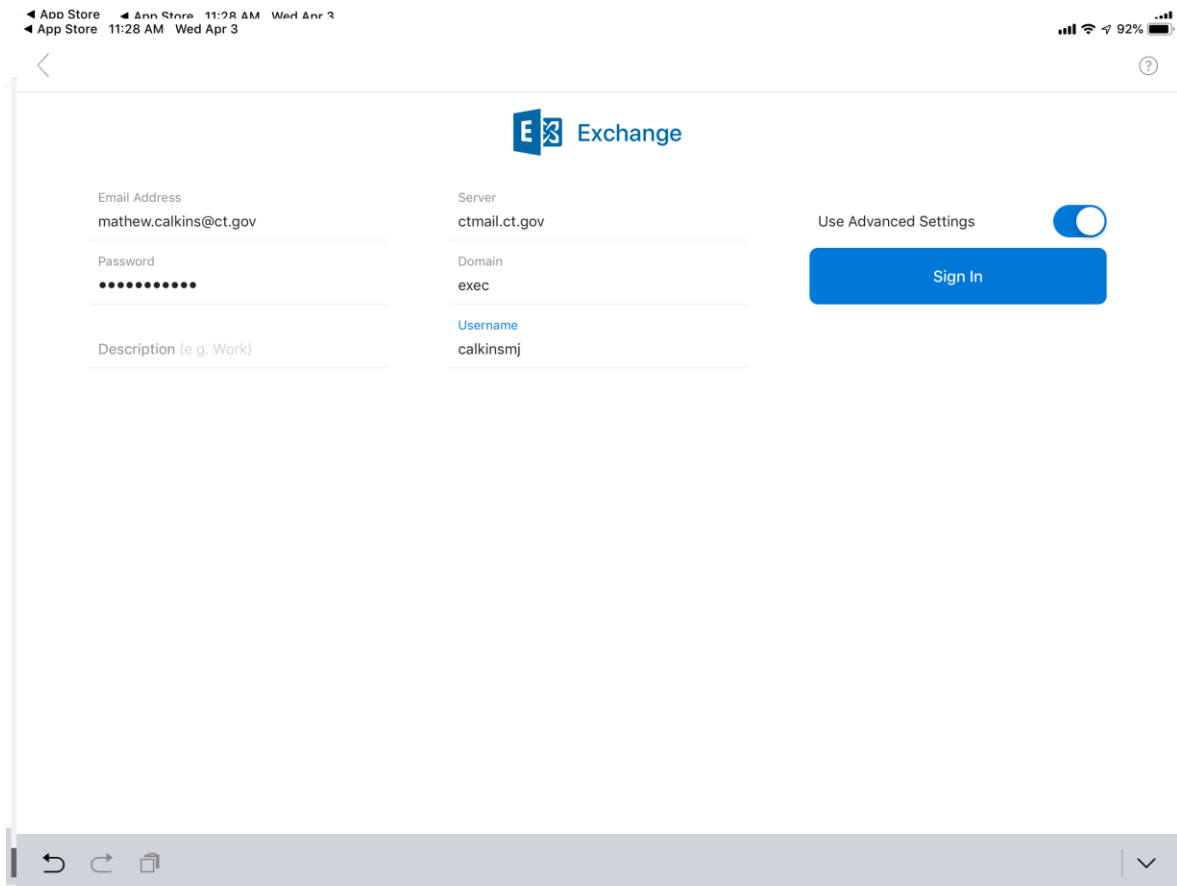 ◀ App Store ◀ App Store 11:28 AM Wed Apr 3
◀ App Store 11:28 AM Wed Apr 3 92%
E Exchange
Email Address
mathew.calkins@ct.gov
Server
ctmail.ct.gov
Use Advanced Settings
Password
•••••••••••
Domain
exec
Sign In
Description (e.g. Work)
Username
calkinsmj